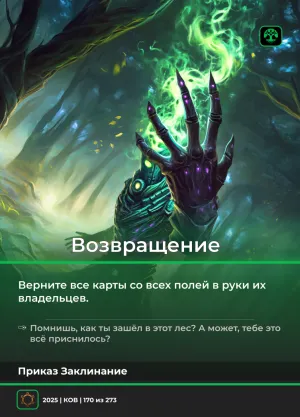 Возвращение
Верните все карты со всех полей в руки их
владельцев.
Помнишь, как ты зашёл в этот лес? А может, тебе это
всё приснилось?
Приказ Заклинание
2025 | КОВ | 170 из 273